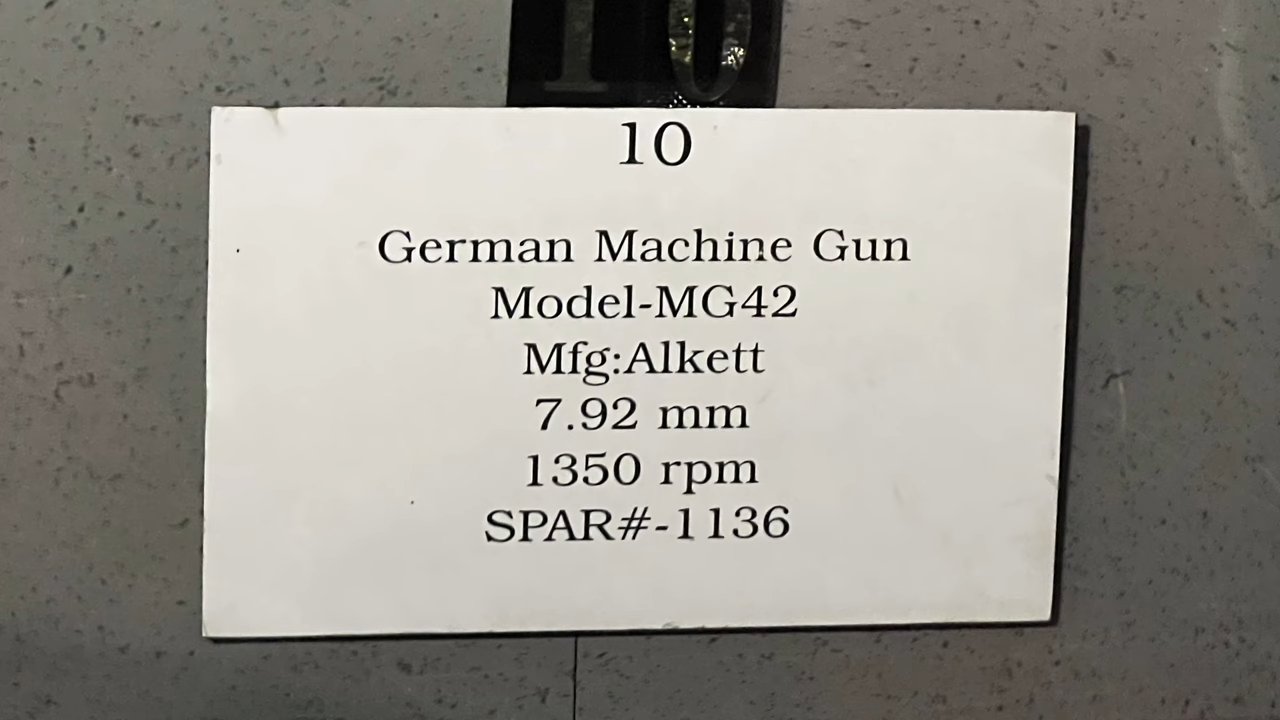 10
10
German Machine Gun
Model-MG42
Mfg:Alkett
7.92 mm
1350 rpm
SPAR#-1136